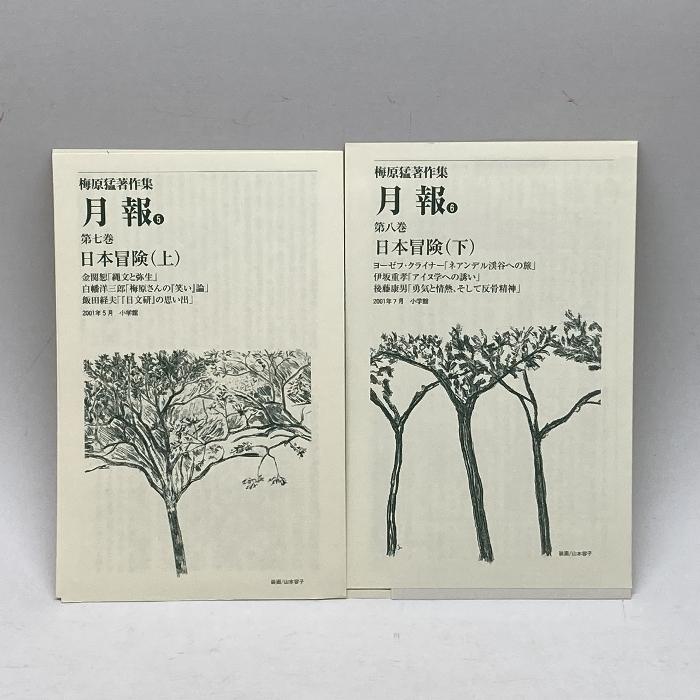 梅原猛著作集
月報❺
第七巻
日本冒険(上)
金関恕「縄文と弥生」
白幡洋三郎「梅原さんの『笑い』論」
飯田経夫「『日文研』の思い出」
2001年5月 小学館
装画/山本容子
梅原猛著作集
月報❻
第八巻
日本冒険(下)
ヨーゼフ・クライナー「ネアンデル渓谷への旅」
伊坂重孝「アイヌ学への誘い」
後藤康男「勇気と情熱、そして反骨精神」
2001年7月 小学館
装画/山本容子